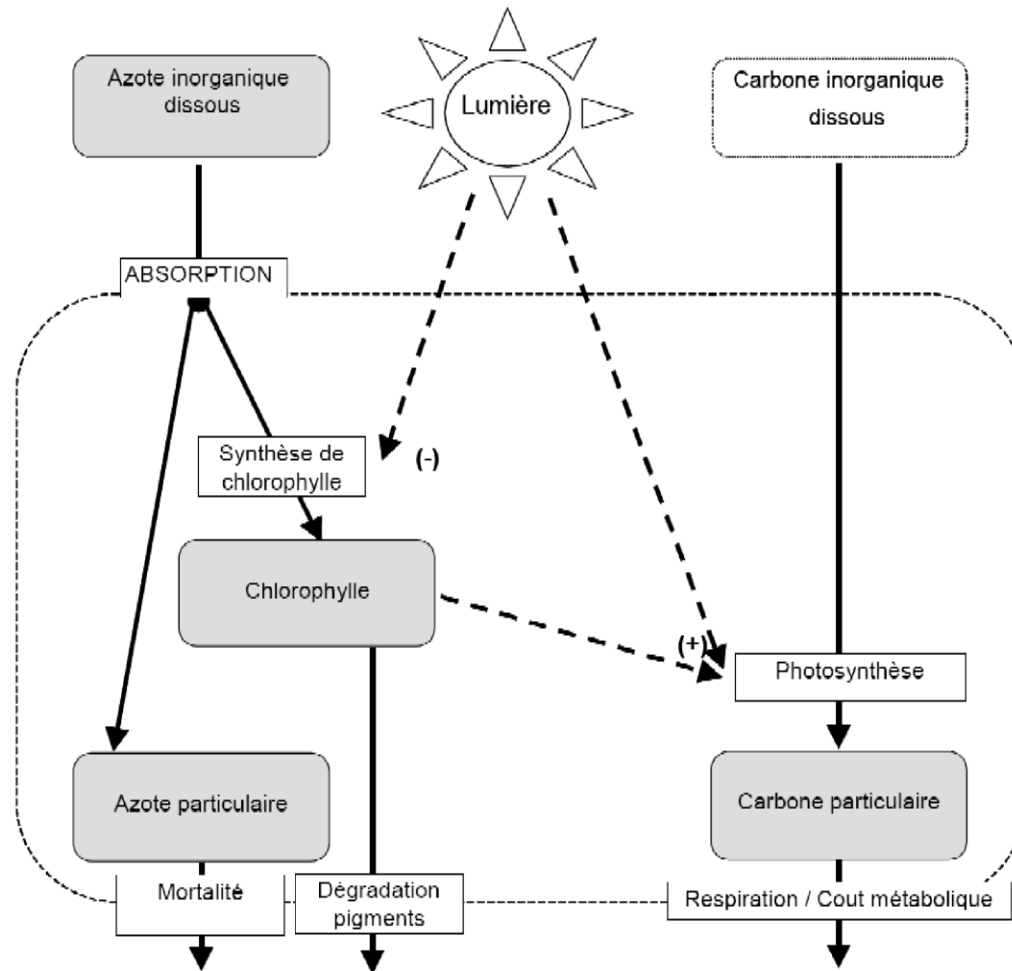 Azote inorganique
dissous
Lumière
Carbone inorganique
dissous
ABSORPTION
Synthèse de
chlorophylle
(-)
Chlorophylle
(+)
Photosynthèse
Azote particulaire
Carbone particulaire
Mortalité
Dégradation
pigments
Respiration / Cout métabolique